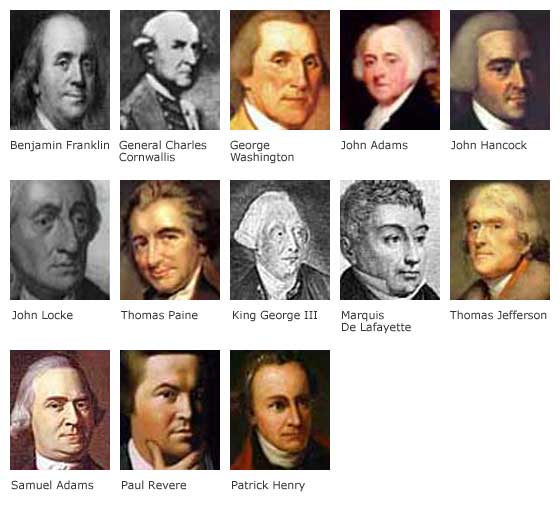 Benjamin Franklin
General Charles
Cornwallis
George
Washington
John Adams
John Hancock
John Locke
Thomas Paine
King George III
Marquis
De Lafayette
Thomas Jefferson
Samuel Adams
Paul Revere
Patrick Henry